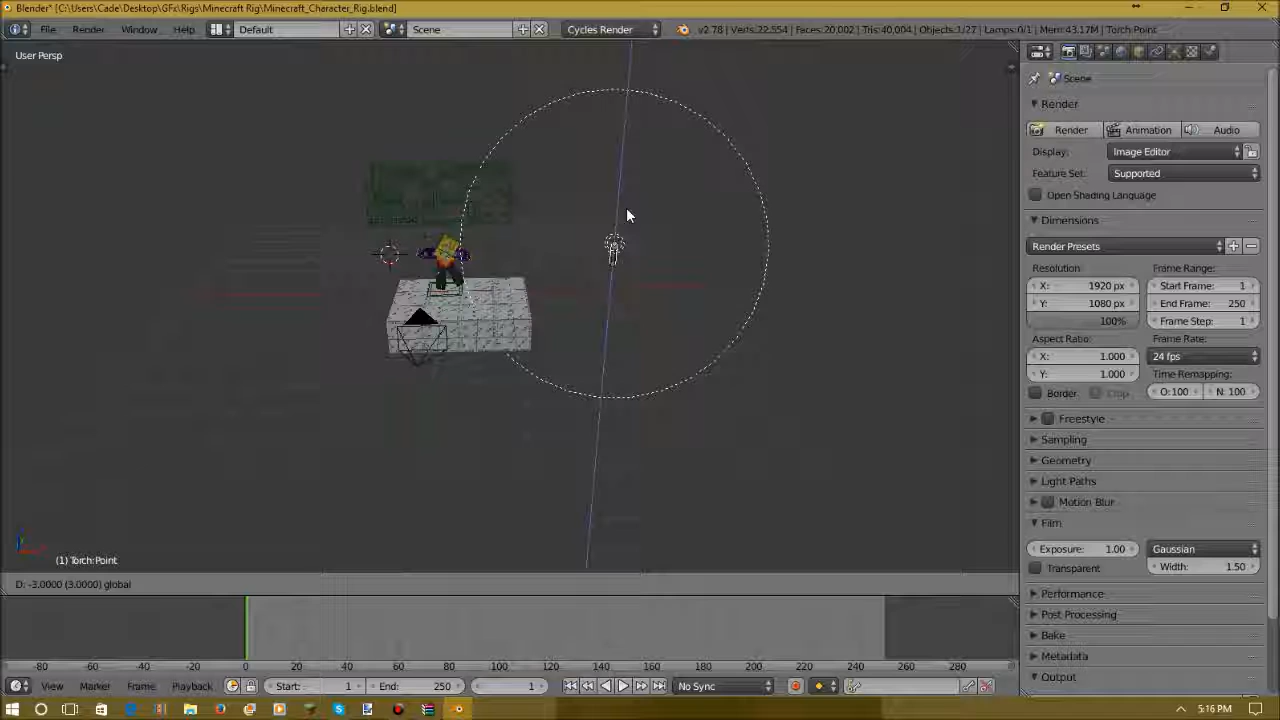 Blender* [C:\Users\Cade\Desktop\GFx\Rigs\Minecraft Rig\Minecraft_Character_Rig.blend]
File Render Window Help Default Scene Cycles Render v2.78 | Verts:22,554 | Faces:20,002 | Tris:40,004 | Objects:1/27 | Lamps:0/1 | Mem:43.17M | Torch:Point
User Persp
Scene
Render
Render Animation Audio
Display: Image Editor
Feature Set: Supported
Open Shading Language
Dimensions
Render Presets
Resolution Frame Range:
X: 1920 px Start Frame: 1
Y: 1080 px End Frame: 250
100% Frame Step: 1
Aspect Ratio: Frame Rate:
X: 1.000 24 fps
Y: 1.000 Time Remapping:
Border Crop O:100 N: 100
Freestyle
Sampling
Geometry
Light Paths
Motion Blur
Film
Exposure: 1.00 Gaussian
Transparent Width: 1.50
Performance
Post Processing
Bake
Metadata
Output
(1) Torch:Point
D: -3.0000 (3.0000) global
-80 -60 -40 -20 0 20 40 60 80 100 120 140 160 180 200 220 240 260 280
View Marker Frame Playback Start: 1 End: 250 1 No Sync
5:16 PM